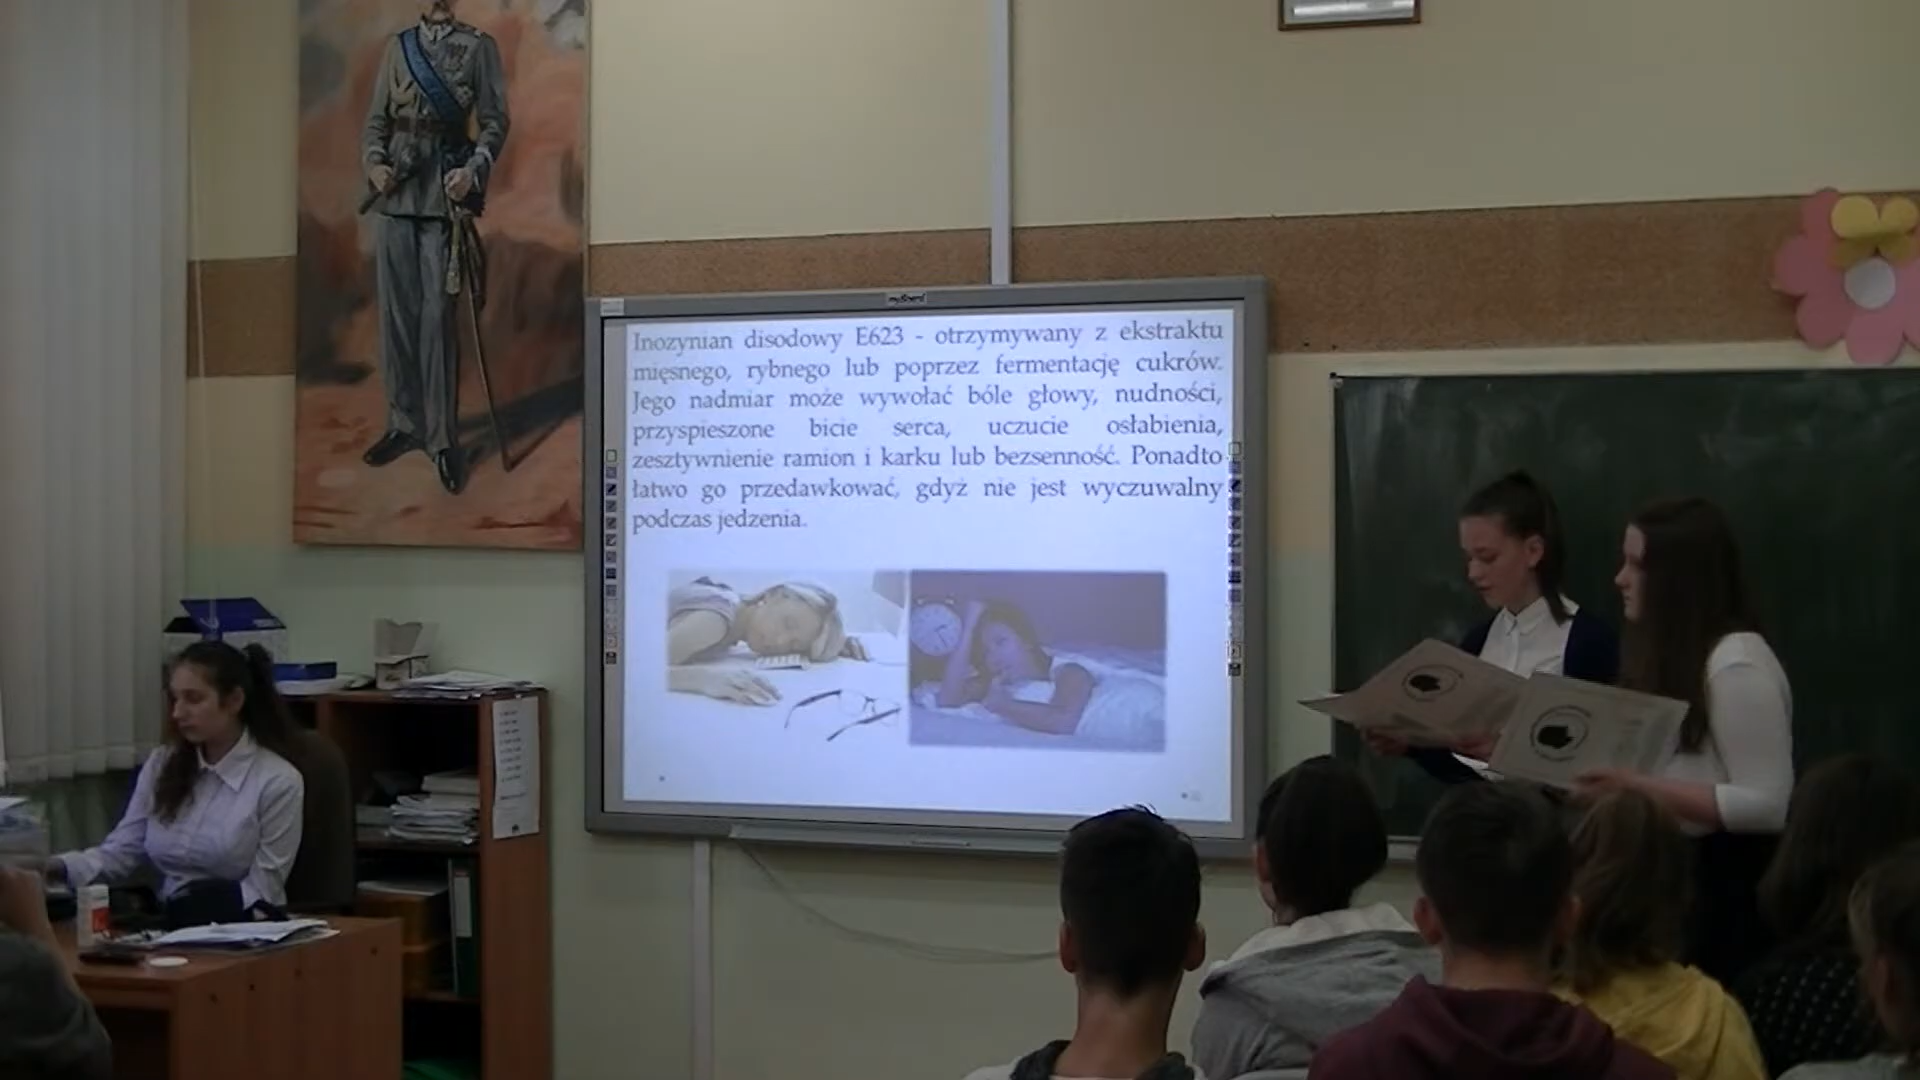 Inozynian disodowy E623 - otrzymywany z ekstraktu
mięsnego, rybnego lub poprzez fermentację cukrów.
Jego nadmiar może wywołać bóle głowy, nudności,
przyspieszone bicie serca, uczucie osłabienia,
zesztywnienie ramion i karku lub bezsenność. Ponadto
łatwo go przedawkować, gdyż nie jest wyczuwalny
podczas jedzenia.